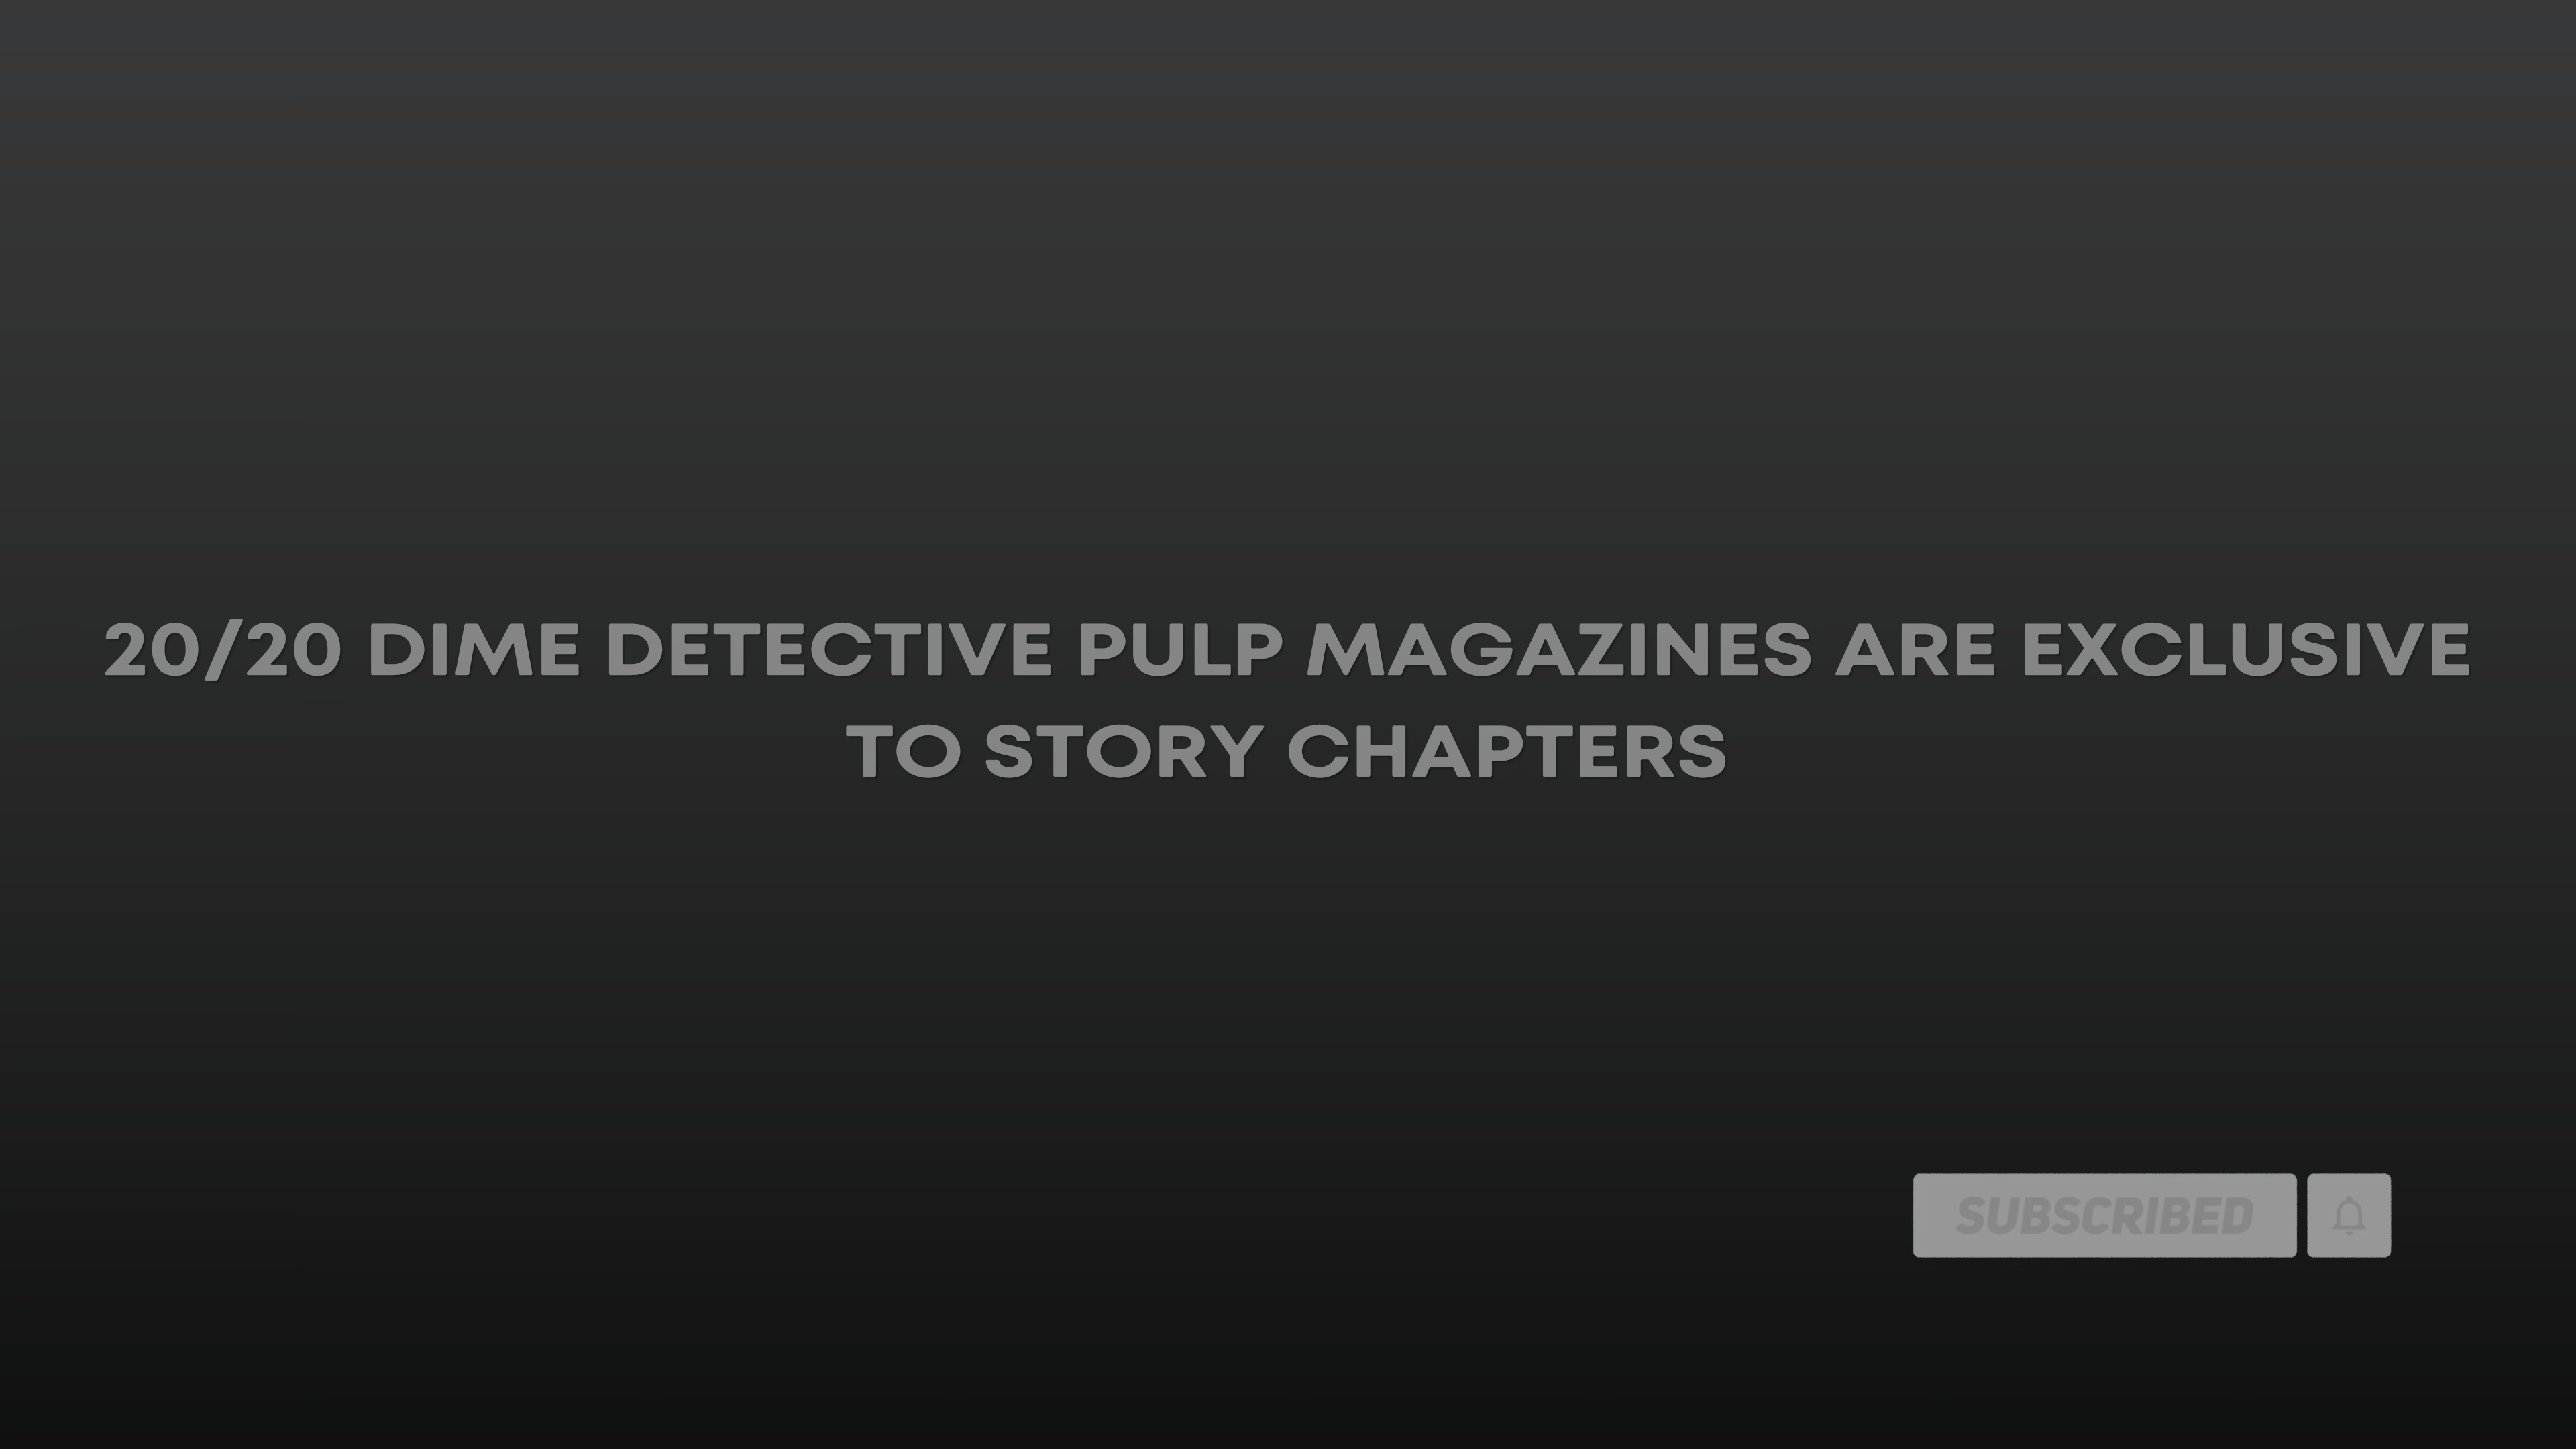 20/20 DIME DETECTIVE PULP MAGAZINES ARE EXCLUSIVE
TO STORY CHAPTERS
SUBSCRIBED